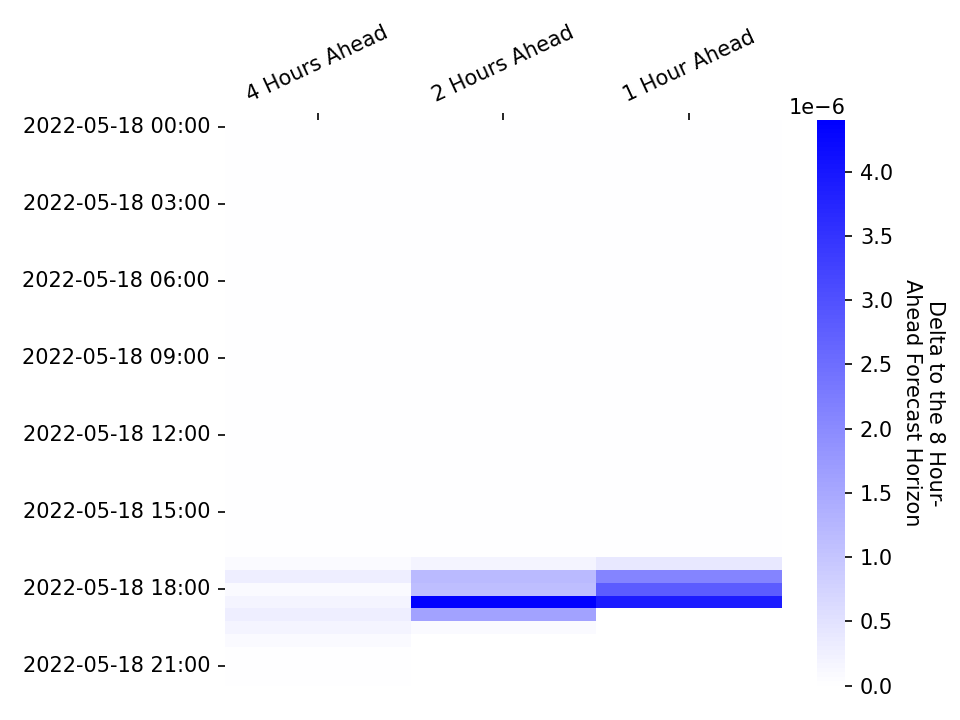 4 Hours Ahead
2 Hours Ahead
1 Hour Ahead
1e−6
2022-05-18 00:00
2022-05-18 03:00
2022-05-18 06:00
2022-05-18 09:00
2022-05-18 12:00
2022-05-18 15:00
2022-05-18 18:00
2022-05-18 21:00
4.0
3.5
3.0
2.5
2.0
1.5
1.0
0.5
0.0
Delta to the 8 Hour-
Ahead Forecast Horizon